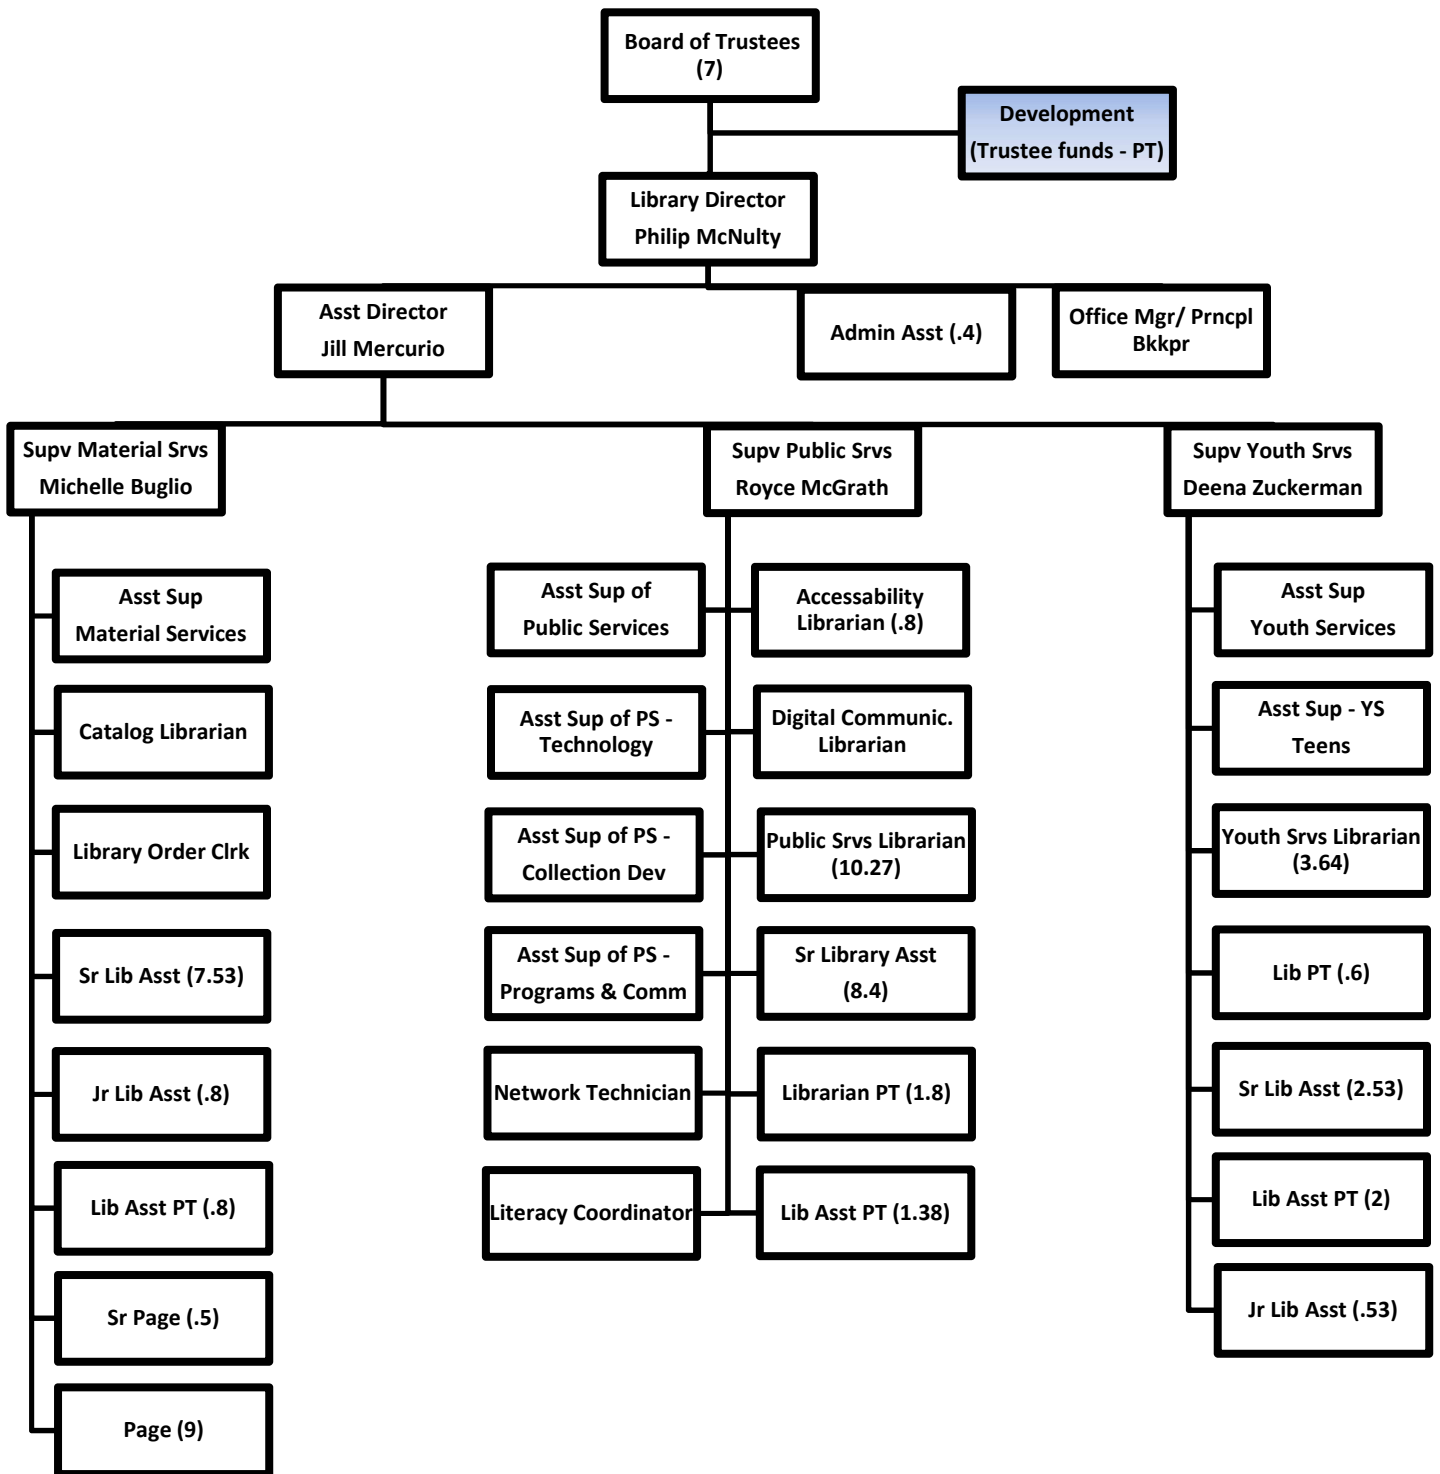 Board of Trustees
(7)
Development
(Trustee funds - PT)
Library Director
Philip McNulty
Asst Director
Jill Mercurio
Admin Asst (.4)
Office Mgr/ Prncpl
Bkkpr
Supv Material Srvs
Michelle Buglio
Supv Public Srvs
Royce McGrath
Supv Youth Srvs
Deena Zuckerman
Asst Sup
Material Services
Catalog Librarian
Library Order Clrk
Sr Lib Asst (7.53)
Jr Lib Asst (.8)
Lib Asst PT (.8)
Sr Page (.5)
Page (9)
Asst Sup of
Public Services
Asst Sup of PS -
Technology
Asst Sup of PS -
Collection Dev
Asst Sup of PS -
Programs & Comm
Network Technician
Literacy Coordinator
Accessability
Librarian (.8)
Digital Communic.
Librarian
Public Srvs Librarian
(10.27)
Sr Library Asst
(8.4)
Librarian PT (1.8)
Lib Asst PT (1.38)
Asst Sup
Youth Services
Asst Sup - YS
Teens
Youth Srvs Librarian
(3.64)
Lib PT (.6)
Sr Lib Asst (2.53)
Lib Asst PT (2)
Jr Lib Asst (.53)